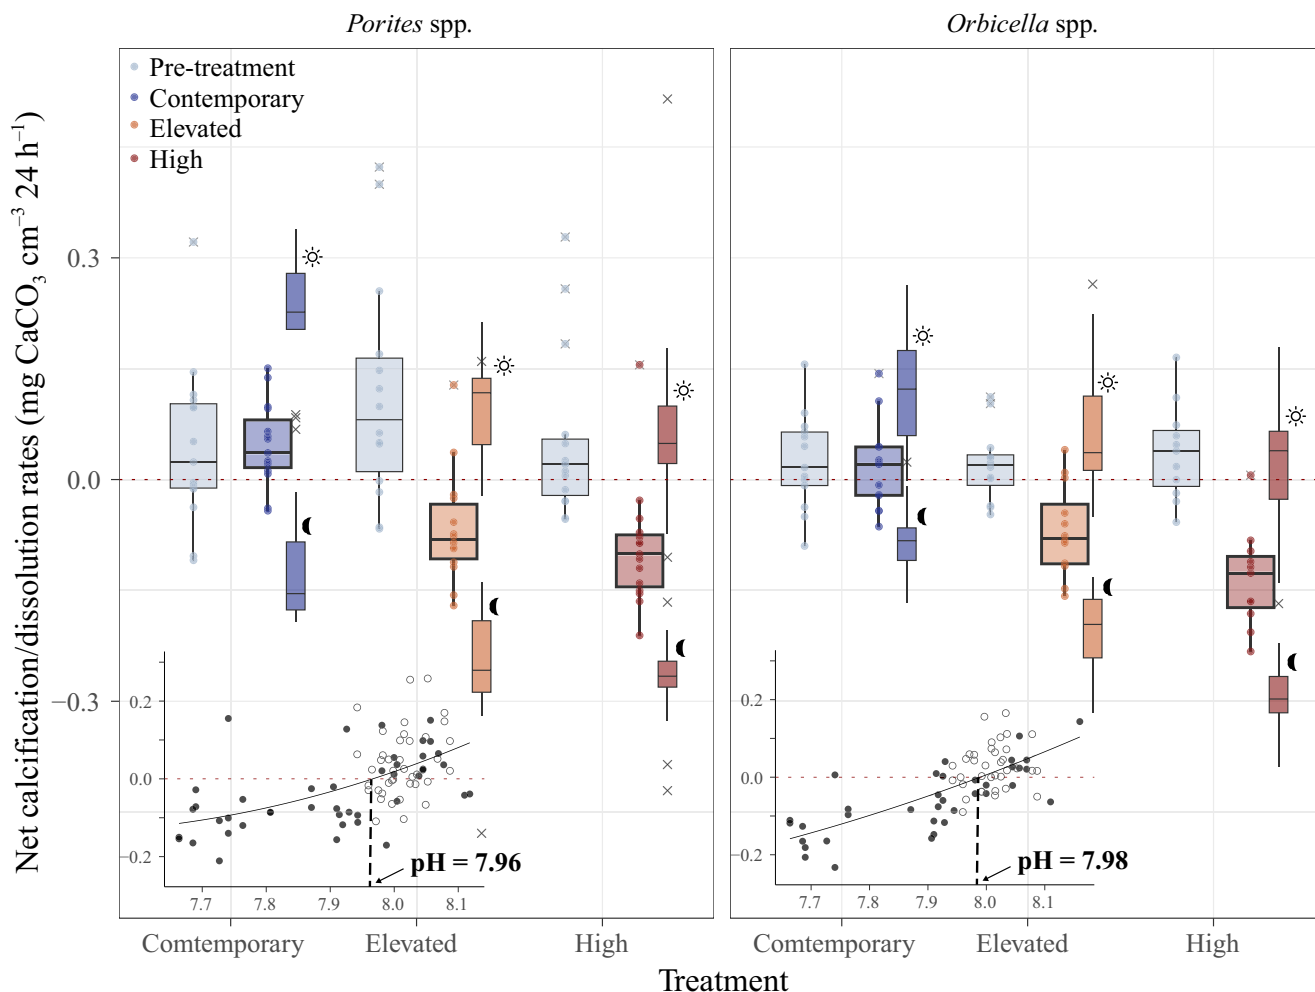 Porites spp.
Orbicella spp.
Pre-treatment
Contemporary
Elevated
High
Net calcification/dissolution rates (mg CaCO₃ cm⁻³ 24 h⁻¹)
0.3
0.0
−0.3
0.2
0.0
−0.2
pH = 7.96
7.7 7.8 7.9 8.0 8.1
0.2
0.0
−0.2
pH = 7.98
7.7 7.8 7.9 8.0 8.1
Comtemporary Elevated High
Comtemporary Elevated High
Treatment